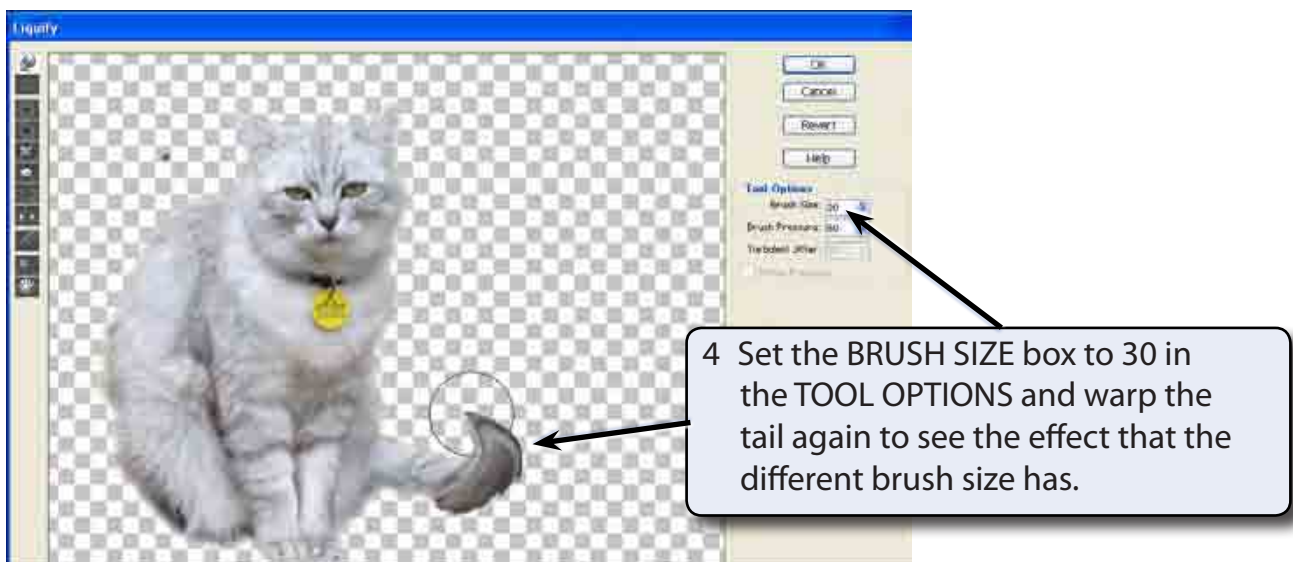 Liquify
OK
Cancel
Revert
Help
Tool Options
Brush Size: 30
Brush Pressure: 50
Turbulent Jitter
4 Set the BRUSH SIZE box to 30 in
the TOOL OPTIONS and warp the
tail again to see the effect that the
different brush size has.